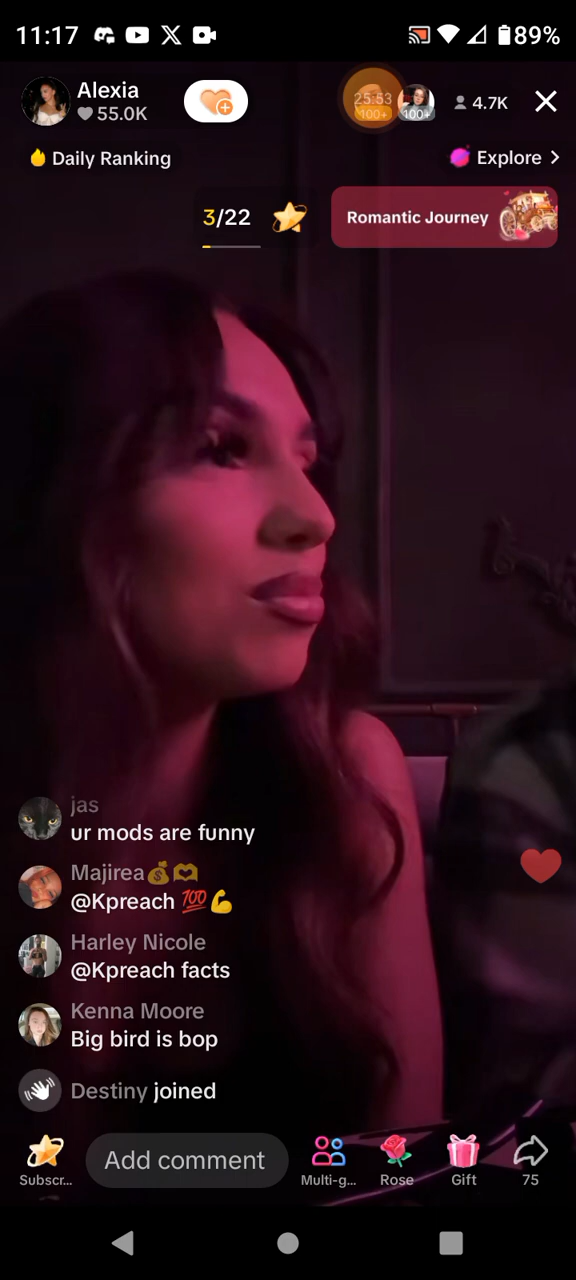 11:17
89%
Alexia
55.0K
25:53
100+
100+
4.7K
Daily Ranking
Explore
3/22
Romantic Journey
jas
ur mods are funny
Majirea💰🫶
@Kpreach 💯💪
Harley Nicole
@Kpreach facts
Kenna Moore
Big bird is bop
Destiny joined
Add comment
Subscr...
Multi-g...
Rose
Gift
75